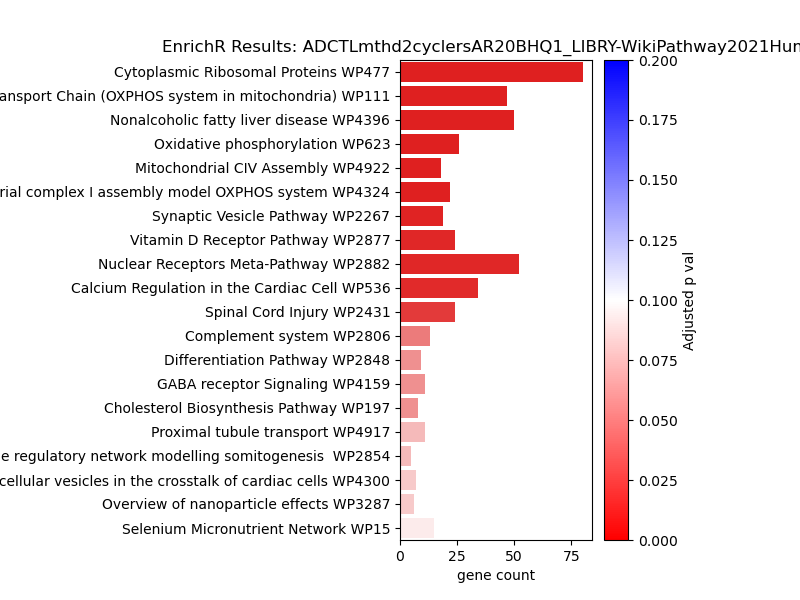 EnrichR Results: ADCTLmthd2cyclersAR20BHQ1_LIBRY-WikiPathway2021Hun
Cytoplasmic Ribosomal Proteins WP477
ansport Chain (OXPHOS system in mitochondria) WP111
Nonalcoholic fatty liver disease WP4396
Oxidative phosphorylation WP623
Mitochondrial CIV Assembly WP4922
rial complex I assembly model OXPHOS system WP4324
Synaptic Vesicle Pathway WP2267
Vitamin D Receptor Pathway WP2877
Nuclear Receptors Meta-Pathway WP2882
Calcium Regulation in the Cardiac Cell WP536
Spinal Cord Injury WP2431
Complement system WP2806
Differentiation Pathway WP2848
GABA receptor Signaling WP4159
Cholesterol Biosynthesis Pathway WP197
Proximal tubule transport WP4917
e regulatory network modelling somitogenesis  WP2854
cellular vesicles in the crosstalk of cardiac cells WP4300
Overview of nanoparticle effects WP3287
Selenium Micronutrient Network WP15
0 25 50 75
gene count
0.200
0.175
0.150
0.125
0.100
0.075
0.050
0.025
0.000
Adjusted p val